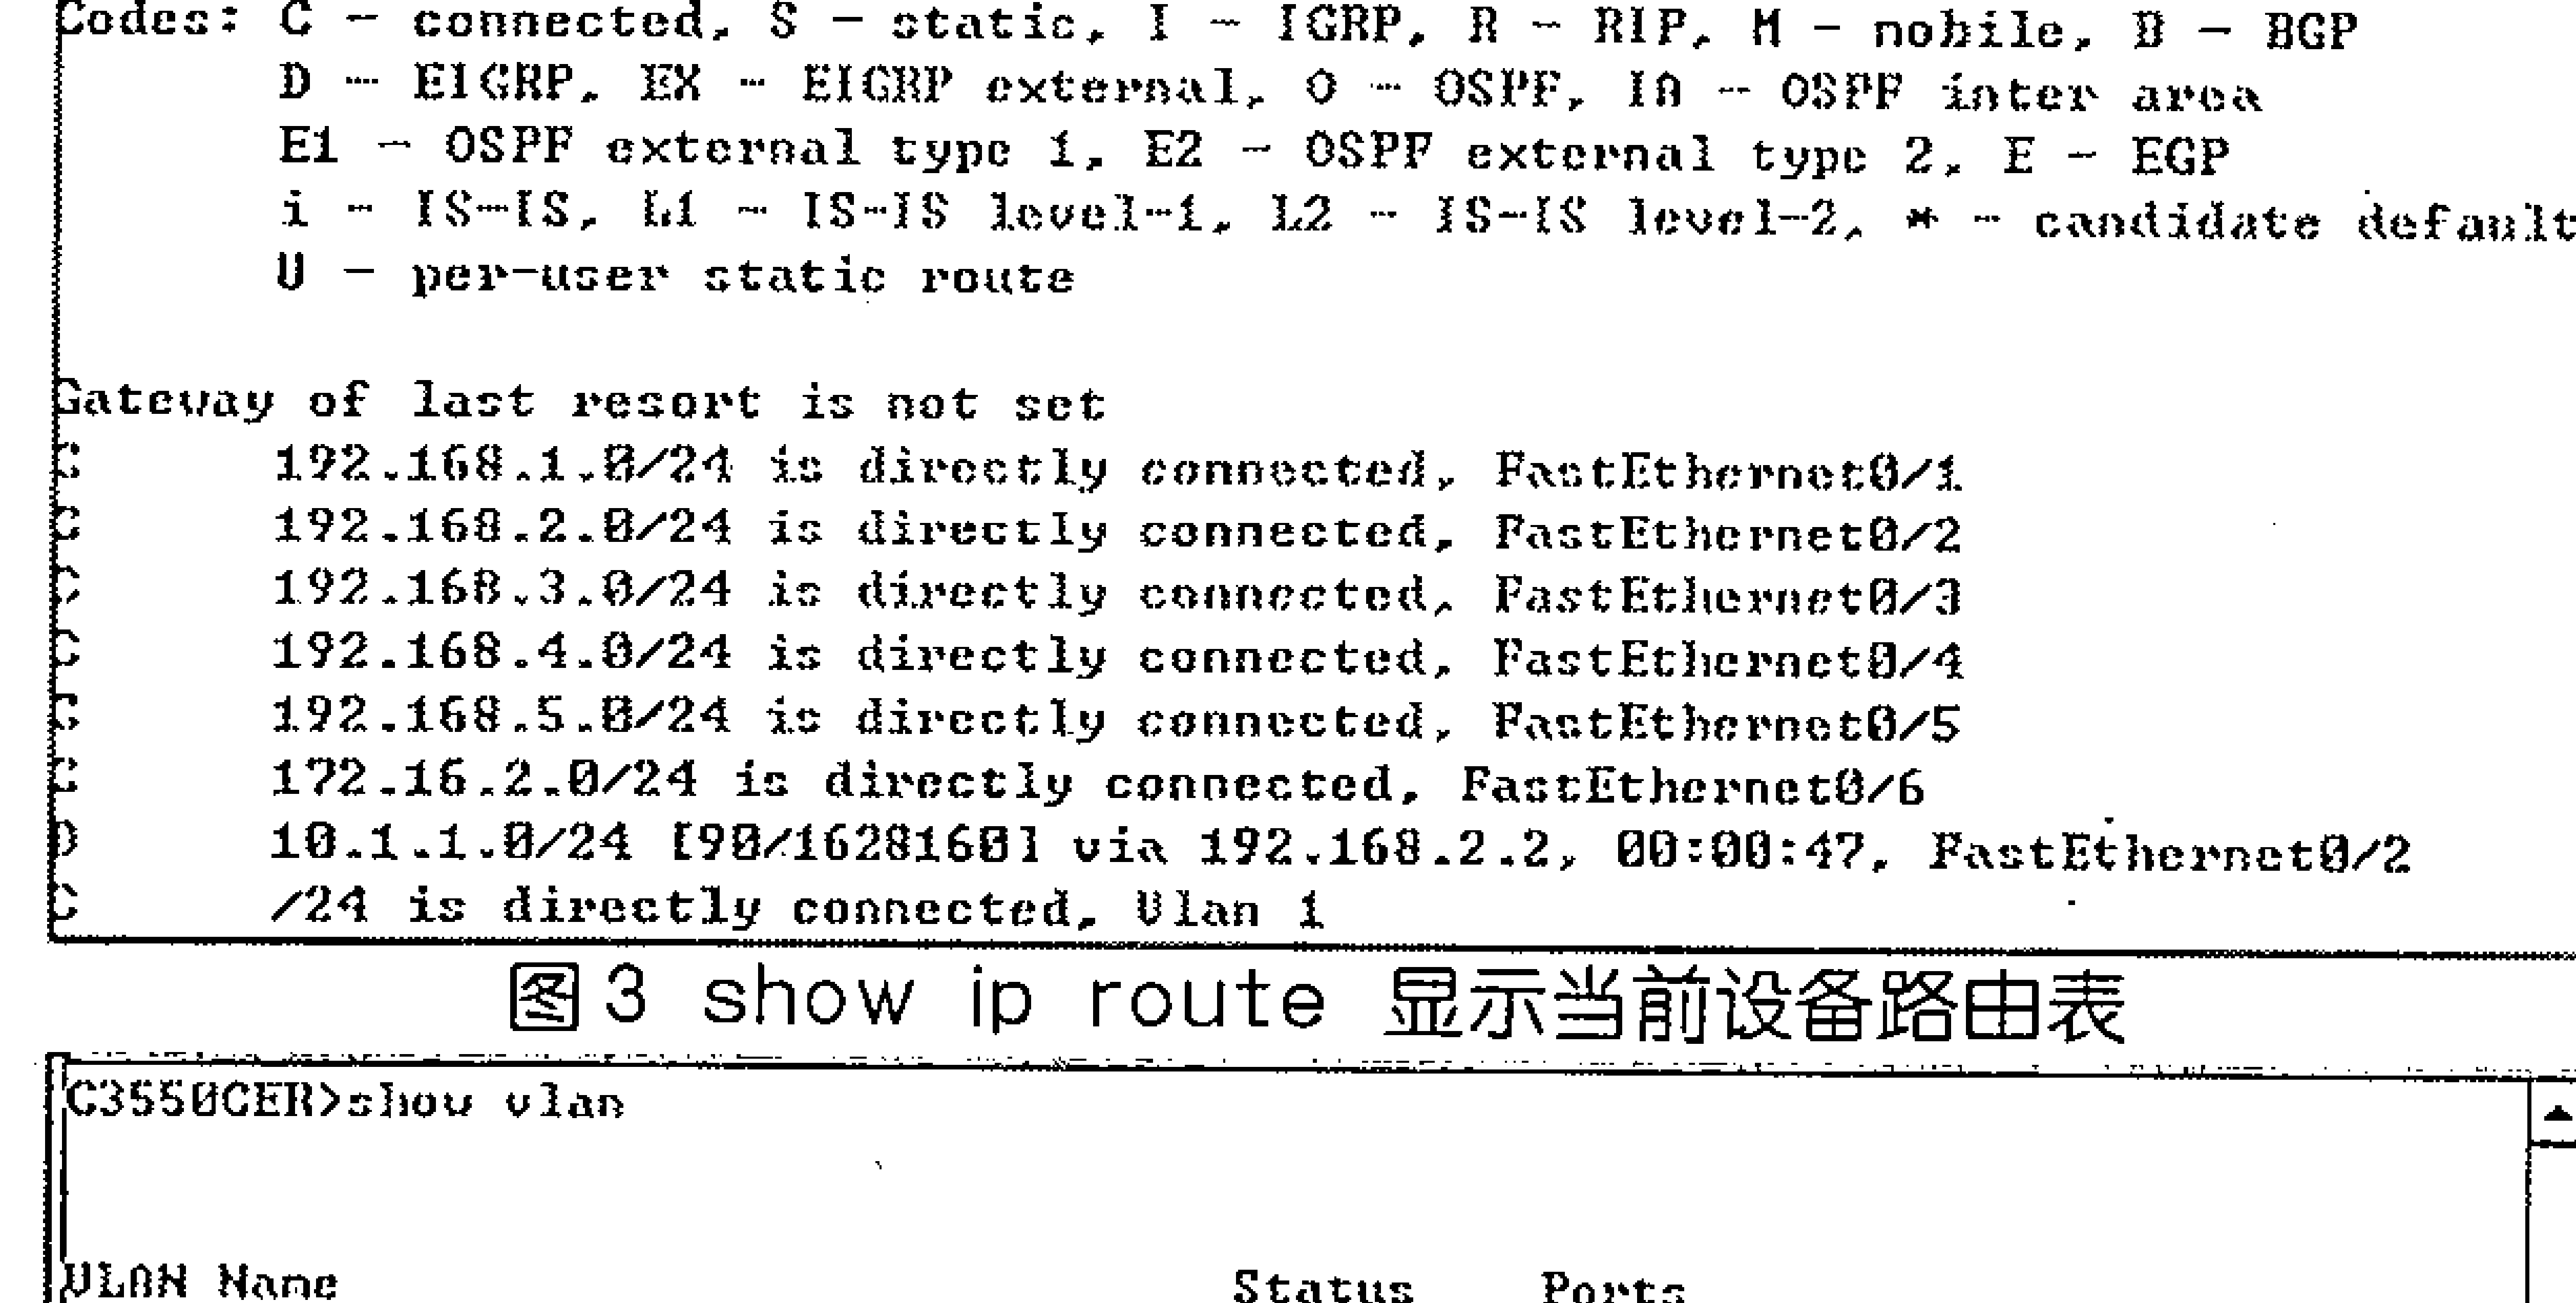 Codes: C - connected, S - static, I - IGRP, R - RIP, M - mobile, B - BGP
D - EIGRP, EX - EIGRP external, O - OSPF, IA - OSPF inter area
E1 - OSPF external type 1, E2 - OSPF external type 2, E - EGP
i - IS-IS, L1 - IS-IS level-1, L2 - IS-IS level-2, * - candidate default
U - per-user static route
Gateway of last resort is not set
C 192.168.1.0/24 is directly connected, FastEthernet0/1
C 192.168.2.0/24 is directly connected, FastEthernet0/2
C 192.168.3.0/24 is directly connected, FastEthernet0/3
C 192.168.4.0/24 is directly connected, FastEthernet0/4
C 192.168.5.0/24 is directly connected, FastEthernet0/5
C 172.16.2.0/24 is directly connected, FastEthernet0/6
D 10.1.1.0/24 [90/1628160] via 192.168.2.2, 00:00:47, FastEthernet0/2
C /24 is directly connected, Vlan 1
图3 show ip route 显示当前设备路由表
C3550CER>show vlan
VLAN Name Status Ports